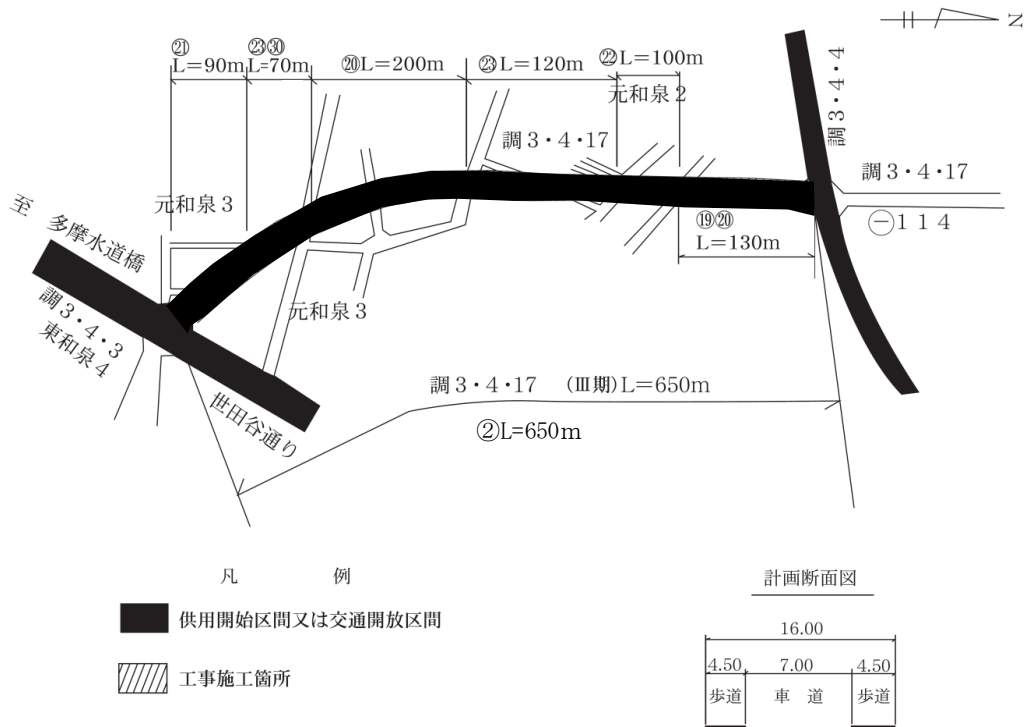 N
㉑
L=90m
㉓㉚
L=70m
⑳L=200m
㉓L=120m
㉒L=100m
元和泉2
調3・4・17
調3・4・4
調3・4・17
㊀114
元和泉3
至 多摩水道橋
⑲⑳
L=130m
調3・4・3
東和泉4
元和泉3
世田谷通り
調3・4・17 (Ⅲ期)L=650m
②L=650m
凡 例
供用開始区間又は交通開放区間
工事施工箇所
計画断面図
16.00
4.50 7.00 4.50
歩道 車 道 歩道